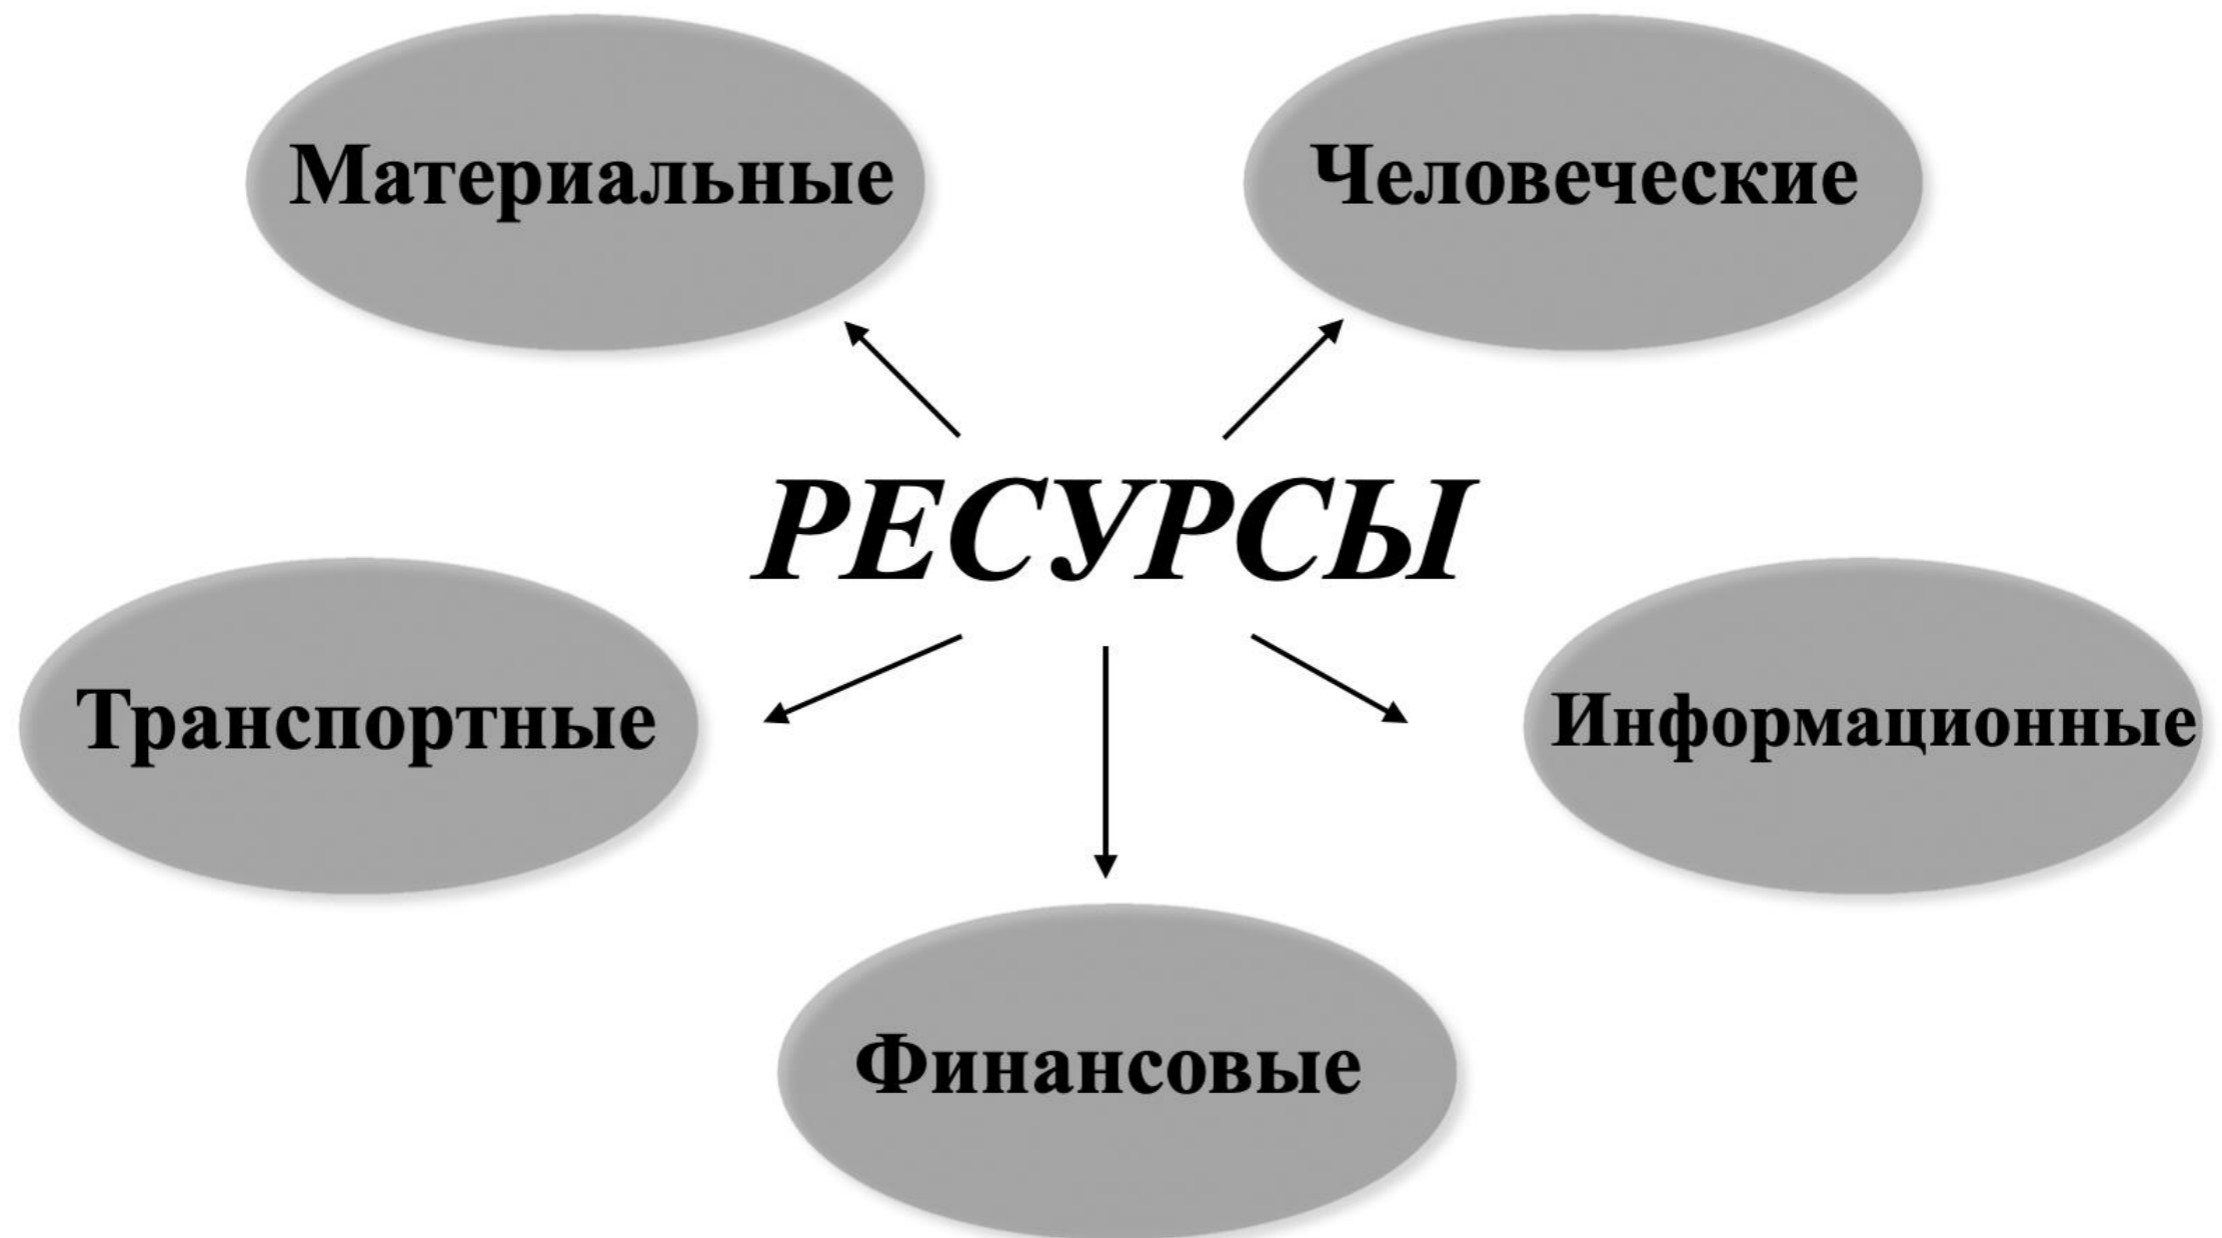 Материальные
Человеческие
РЕСУРСЫ
Транспортные
Информационные
Финансовые